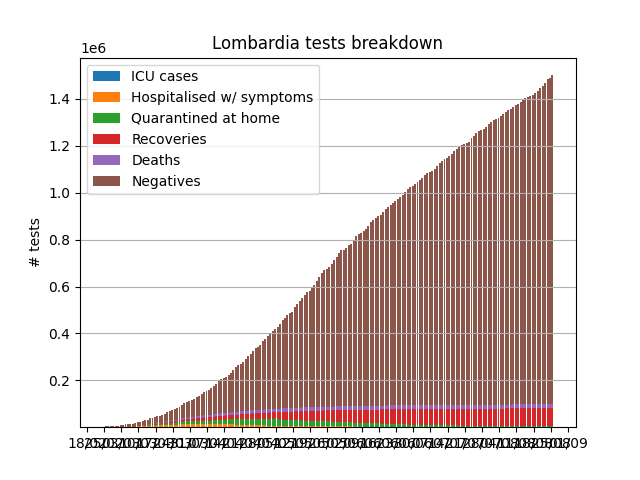 Lombardia tests breakdown
1e6
ICU cases
Hospitalised w/ symptoms
Quarantined at home
Recoveries
Deaths
Negatives
1.4
1.2
1.0
0.8
0.6
0.4
0.2
# tests